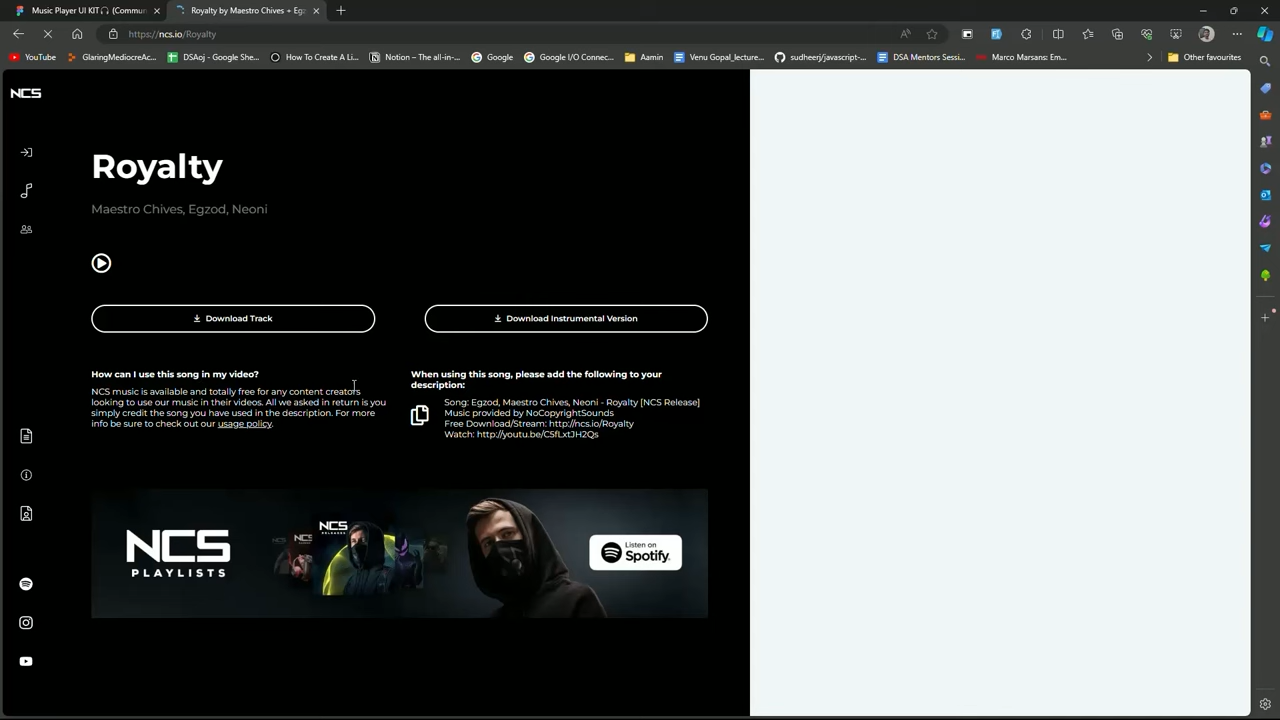 Music Player UI KIT🎧 (Commun
Royalty by Maestro Chives + Egz
https://ncs.io/Royalty
YouTube
GlaringMediocreAc...
DSAoj - Google She...
How To Create A Li...
Notion – The all-in-...
Google
Google I/O Connec...
Aamin
Venu Gopal_lecture...
sudheerj/javascript-...
DSA Mentors Sessi...
Marco Marsans: Em...
Other favourites
NCS
Royalty
Maestro Chives, Egzod, Neoni
Download Track
Download Instrumental Version
How can I use this song in my video?
NCS music is available and totally free for any content creators
looking to use our music in their videos. All we asked in return is you
simply credit the song you have used in the description. For more
info be sure to check out our usage policy.
When using this song, please add the following to your
description:
Song: Egzod, Maestro Chives, Neoni - Royalty [NCS Release]
Music provided by NoCopyrightSounds
Free Download/Stream: http://ncs.io/Royalty
Watch: http://youtu.be/C5fLxtJH2Qs
NCS
PLAYLISTS
NCS
RELEASES
Listen on
Spotify